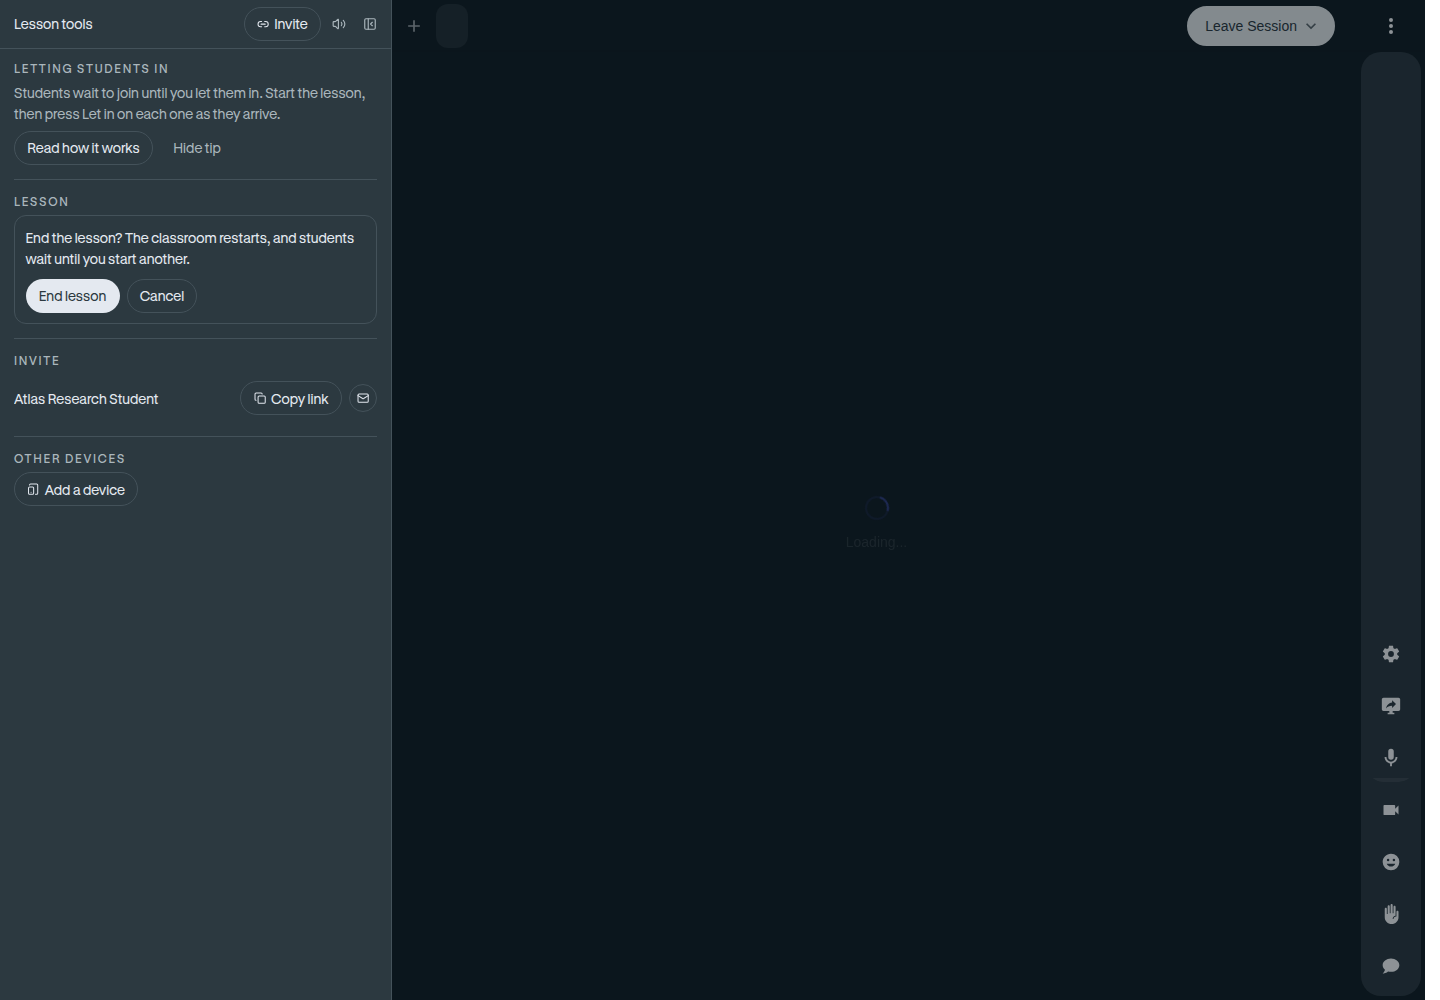 Lesson tools
Invite
Leave Session
LETTING STUDENTS IN
Students wait to join until you let them in. Start the lesson,
then press Let in on each one as they arrive.
Read how it works
Hide tip
LESSON
End the lesson? The classroom restarts, and students
wait until you start another.
End lesson
Cancel
INVITE
Atlas Research Student
Copy link
OTHER DEVICES
Add a device
Loading...